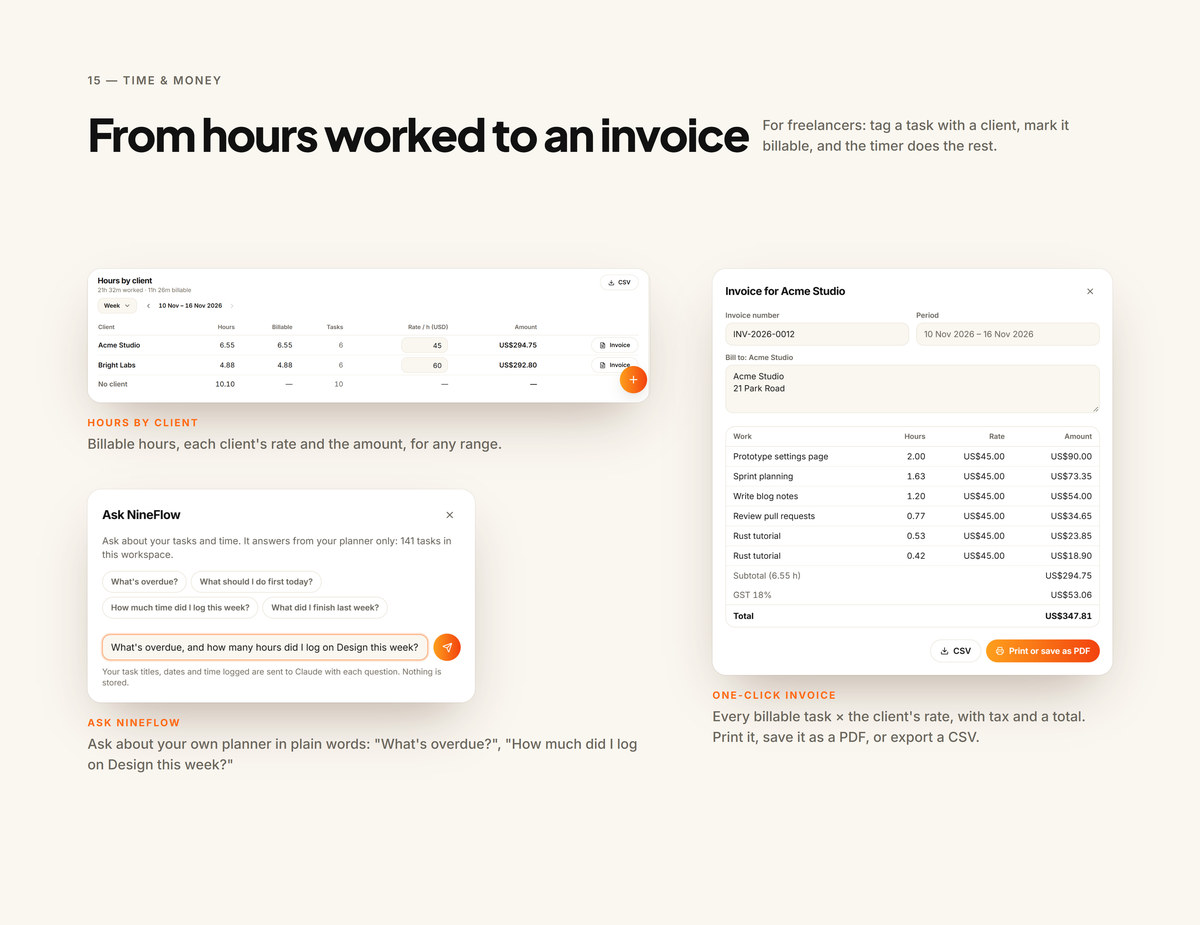 15 — TIME & MONEY
From hours worked to an invoice
For freelancers: tag a task with a client, mark it
billable, and the timer does the rest.
Hours by client
21h 32m worked · 11h 26m billable
CSV
Week
10 Nov – 16 Nov 2026
Client Hours Billable Tasks Rate / h (USD) Amount
Acme Studio 6.55 6.55 6 45 US$294.75 Invoice
Bright Labs 4.88 4.88 6 60 US$292.80 Invoice
No client 10.10 — 10 — —
HOURS BY CLIENT
Billable hours, each client's rate and the amount, for any range.
Ask NineFlow
Ask about your tasks and time. It answers from your planner only: 141 tasks in
this workspace.
What's overdue? What should I do first today?
How much time did I log this week? What did I finish last week?
What's overdue, and how many hours did I log on Design this week?
Your task titles, dates and time logged are sent to Claude with each question. Nothing is
stored.
ASK NINEFLOW
Ask about your own planner in plain words: "What's overdue?", "How much did I log
on Design this week?"
Invoice for Acme Studio
Invoice number Period
INV-2026-0012 10 Nov 2026 – 16 Nov 2026
Bill to: Acme Studio
Acme Studio
21 Park Road
Work Hours Rate Amount
Prototype settings page 2.00 US$45.00 US$90.00
Sprint planning 1.63 US$45.00 US$73.35
Write blog notes 1.20 US$45.00 US$54.00
Review pull requests 0.77 US$45.00 US$34.65
Rust tutorial 0.53 US$45.00 US$23.85
Rust tutorial 0.42 US$45.00 US$18.90
Subtotal (6.55 h) US$294.75
GST 18% US$53.06
Total US$347.81
CSV Print or save as PDF
ONE-CLICK INVOICE
Every billable task × the client's rate, with tax and a total.
Print it, save it as a PDF, or export a CSV.